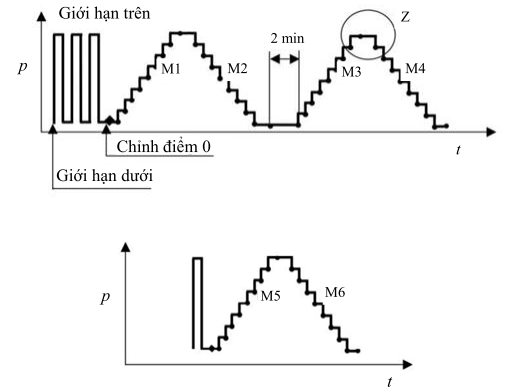 Giới hạn trên
Z
2 min
p
M1
M2
M3
M4
Chỉnh điểm 0
t
Giới hạn dưới
p
M5
M6
t